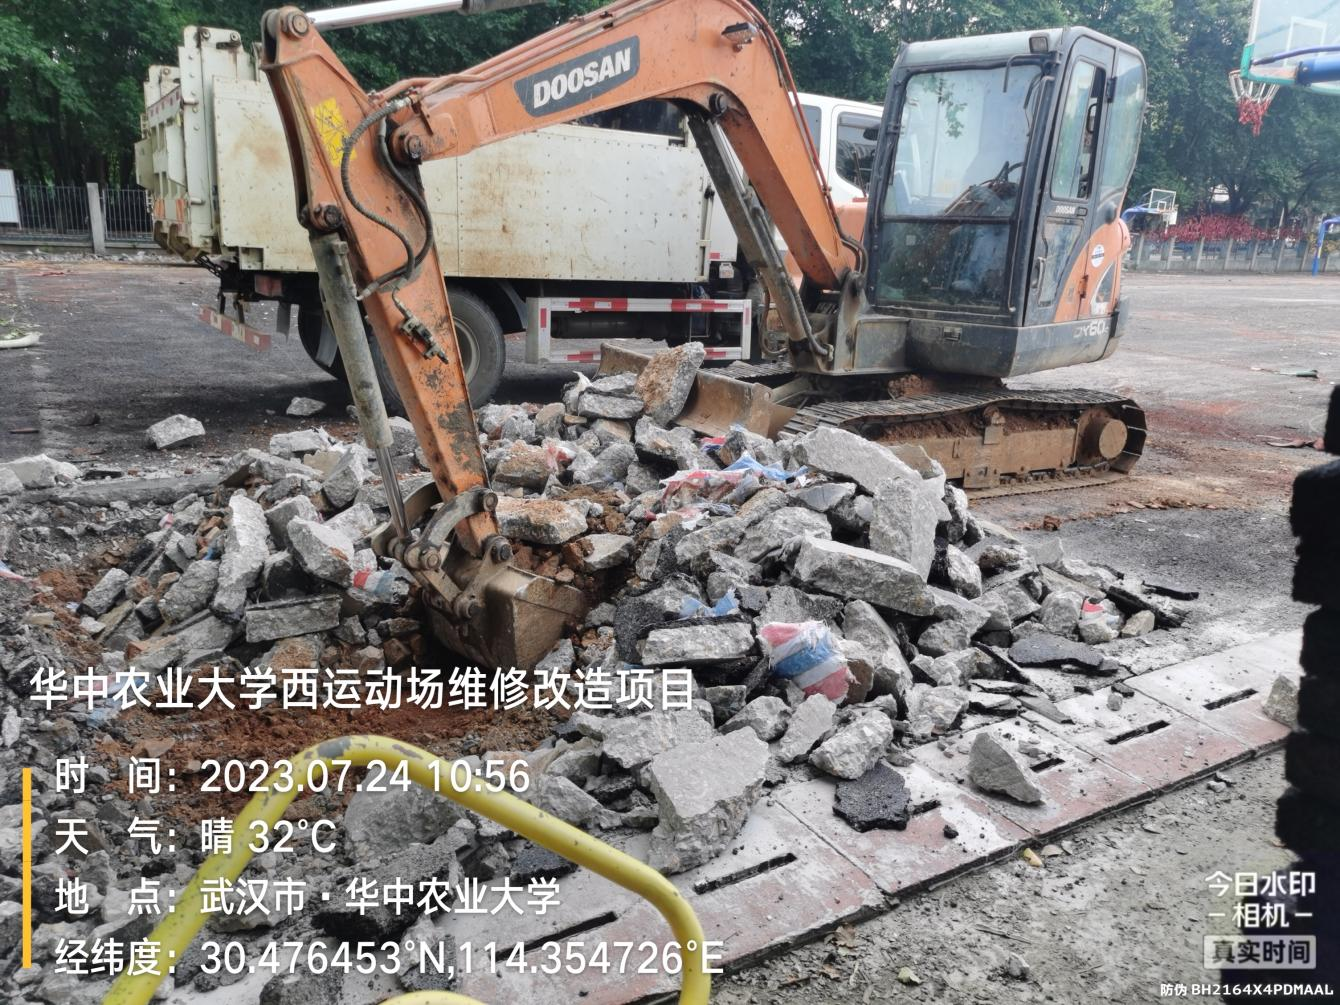 DOOSAN
DOOSAN
华中农业大学西运动场维修改造项目
时 间：2023.07.24 10:56
天 气：晴 32°C
地 点：武汉市·华中农业大学
经纬度：30.476453°N,114.354726°E
今日水印
相机
真实时间
防伪 BH2164X4PDMAAL